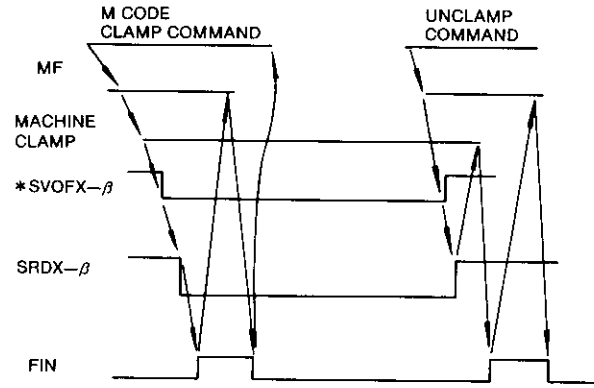 M CODE
CLAMP COMMAND
UNCLAMP
COMMAND
MF
MACHINE
CLAMP
*SVOFX-β
SRDX-β
FIN